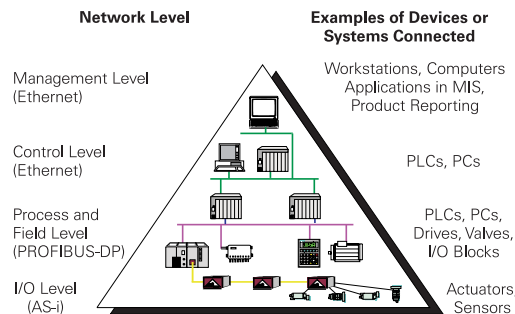 Network Level
Examples of Devices or
Systems Connected
Management Level
(Ethernet)
Workstations, Computers
Applications in MIS,
Product Reporting
Control Level
(Ethernet)
PLCs, PCs
Process and
Field Level
(PROFIBUS-DP)
PLCs, PCs,
Drives, Valves,
I/O Blocks
I/O Level
(AS-i)
Actuators
Sensors